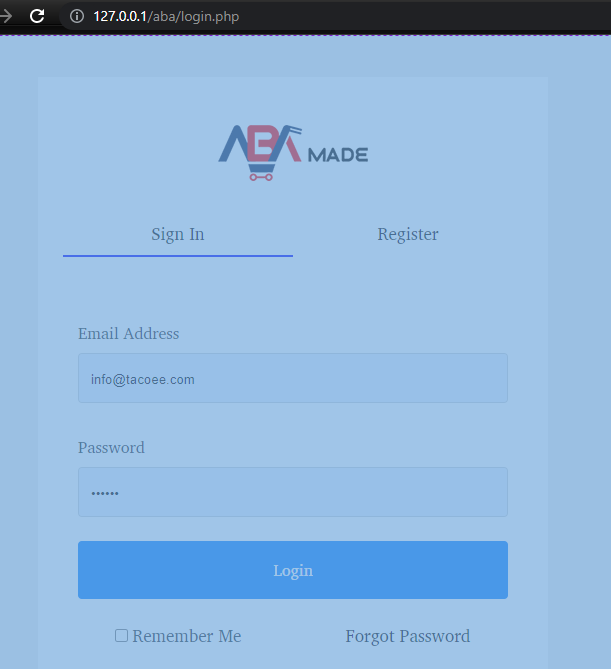 127.0.0.1/aba/login.php
ABA MADE
Sign In Register
Email Address
info@tacoee.com
Password
••••••
Login
Remember Me Forgot Password